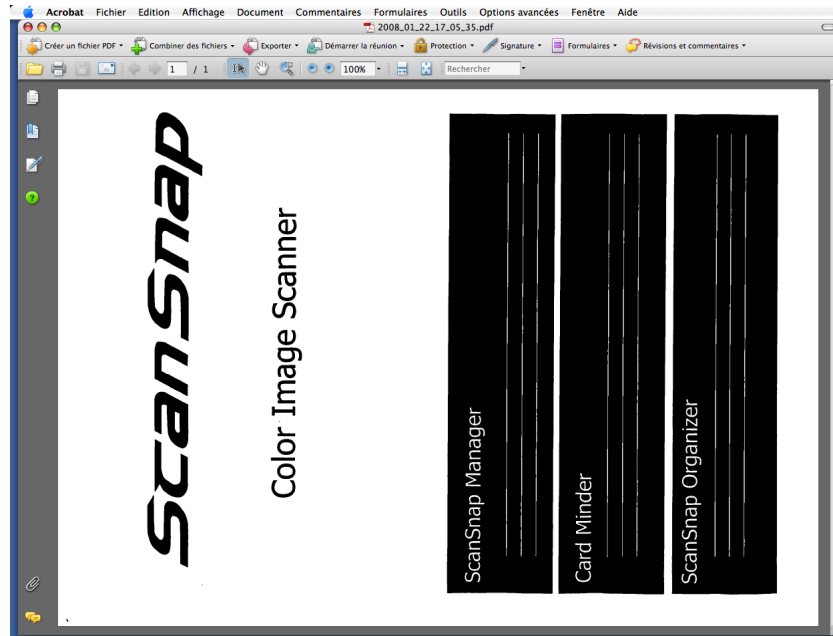 Acrobat Fichier Edition Affichage Document Commentaires Formulaires Outils Options avancées Fenêtre Aide
2008_01_22_17_05_35.pdf
Créer un fichier PDF Combiner des fichiers Exporter Démarrer la réunion Protection Signature Formulaires Révisions et commentaires
1 / 1 100% Rechercher
ScanSnap
Color Image Scanner
ScanSnap Manager
Card Minder
ScanSnap Organizer